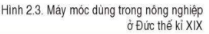 Hình 2.3. Máy móc dùng trong nông nghiệp
ở Đức thế kỉ XIX